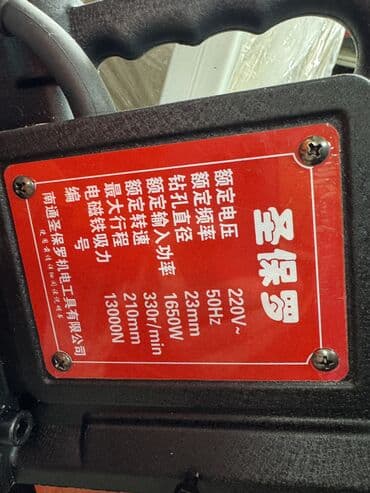 圣保罗
额定电压 220V~
额定频率 50Hz
钻孔直径 23mm
额定输入功率 1650W
额定转速 330r/min
最大行程 210mm
电磁铁吸力 13000N
编 号
南通圣保罗机电工具有限公司